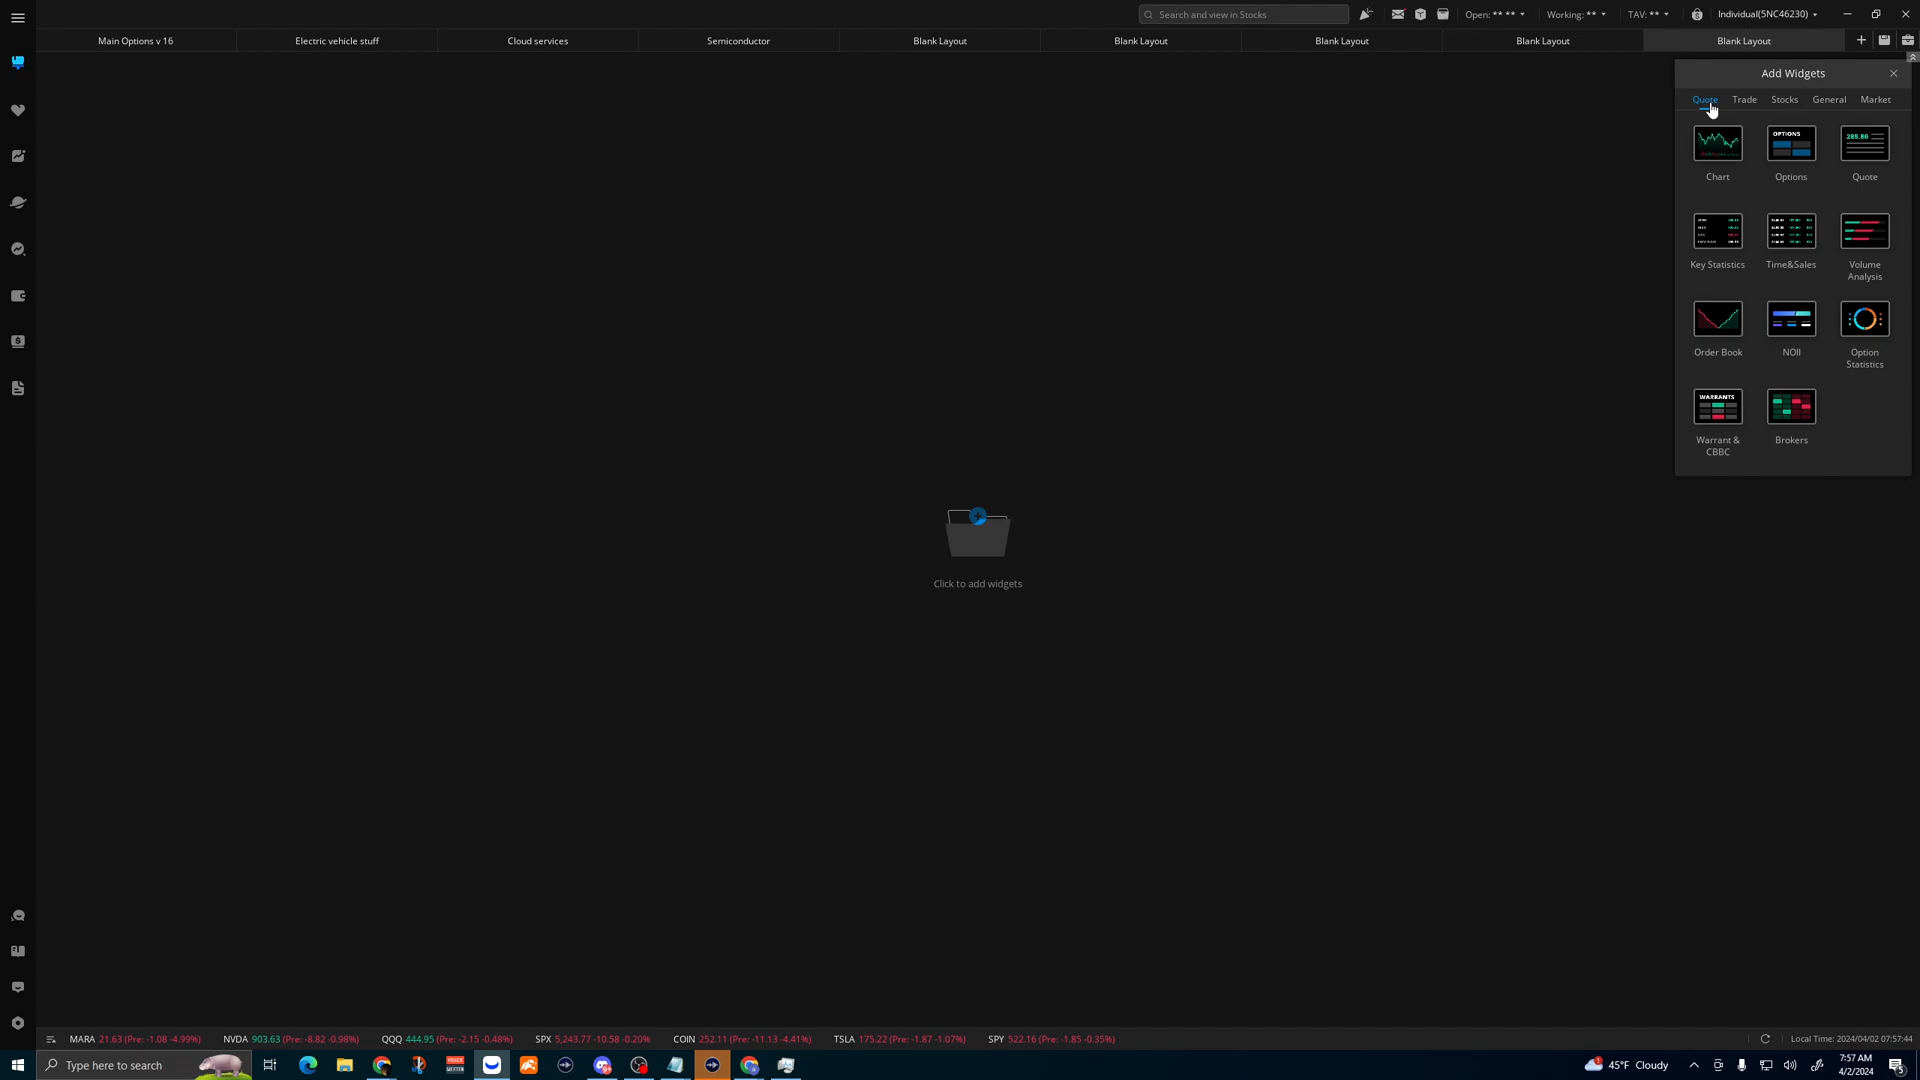 Search and view in Stocks
Open: ** **
Working: **
TAV: **
Individual(5NC46230)
Main Options v 16
Electric vehicle stuff
Cloud services
Semiconductor
Blank Layout
Blank Layout
Blank Layout
Blank Layout
Blank Layout
Add Widgets
Quote
Trade
Stocks
General
Market
OPTIONS
289.80
Chart
Options
Quote
Key Statistics
Time&Sales
Volume
Analysis
Order Book
NOII
Option
Statistics
WARRANTS
Warrant &
CBBC
Brokers
Click to add widgets
MARA 21.63 (Pre: -1.08 -4.99%)
NVDA 903.63 (Pre: -8.82 -0.98%)
QQQ 444.95 (Pre: -2.15 -0.48%)
SPX 5,243.77 -10.58 -0.20%
COIN 252.11 (Pre: -11.13 -4.41%)
TSLA 175.22 (Pre: -1.87 -1.07%)
SPY 522.16 (Pre: -1.85 -0.35%)
Local Time: 2024/04/02 07:57:44
Type here to search
45°F Cloudy
7:57 AM
4/2/2024